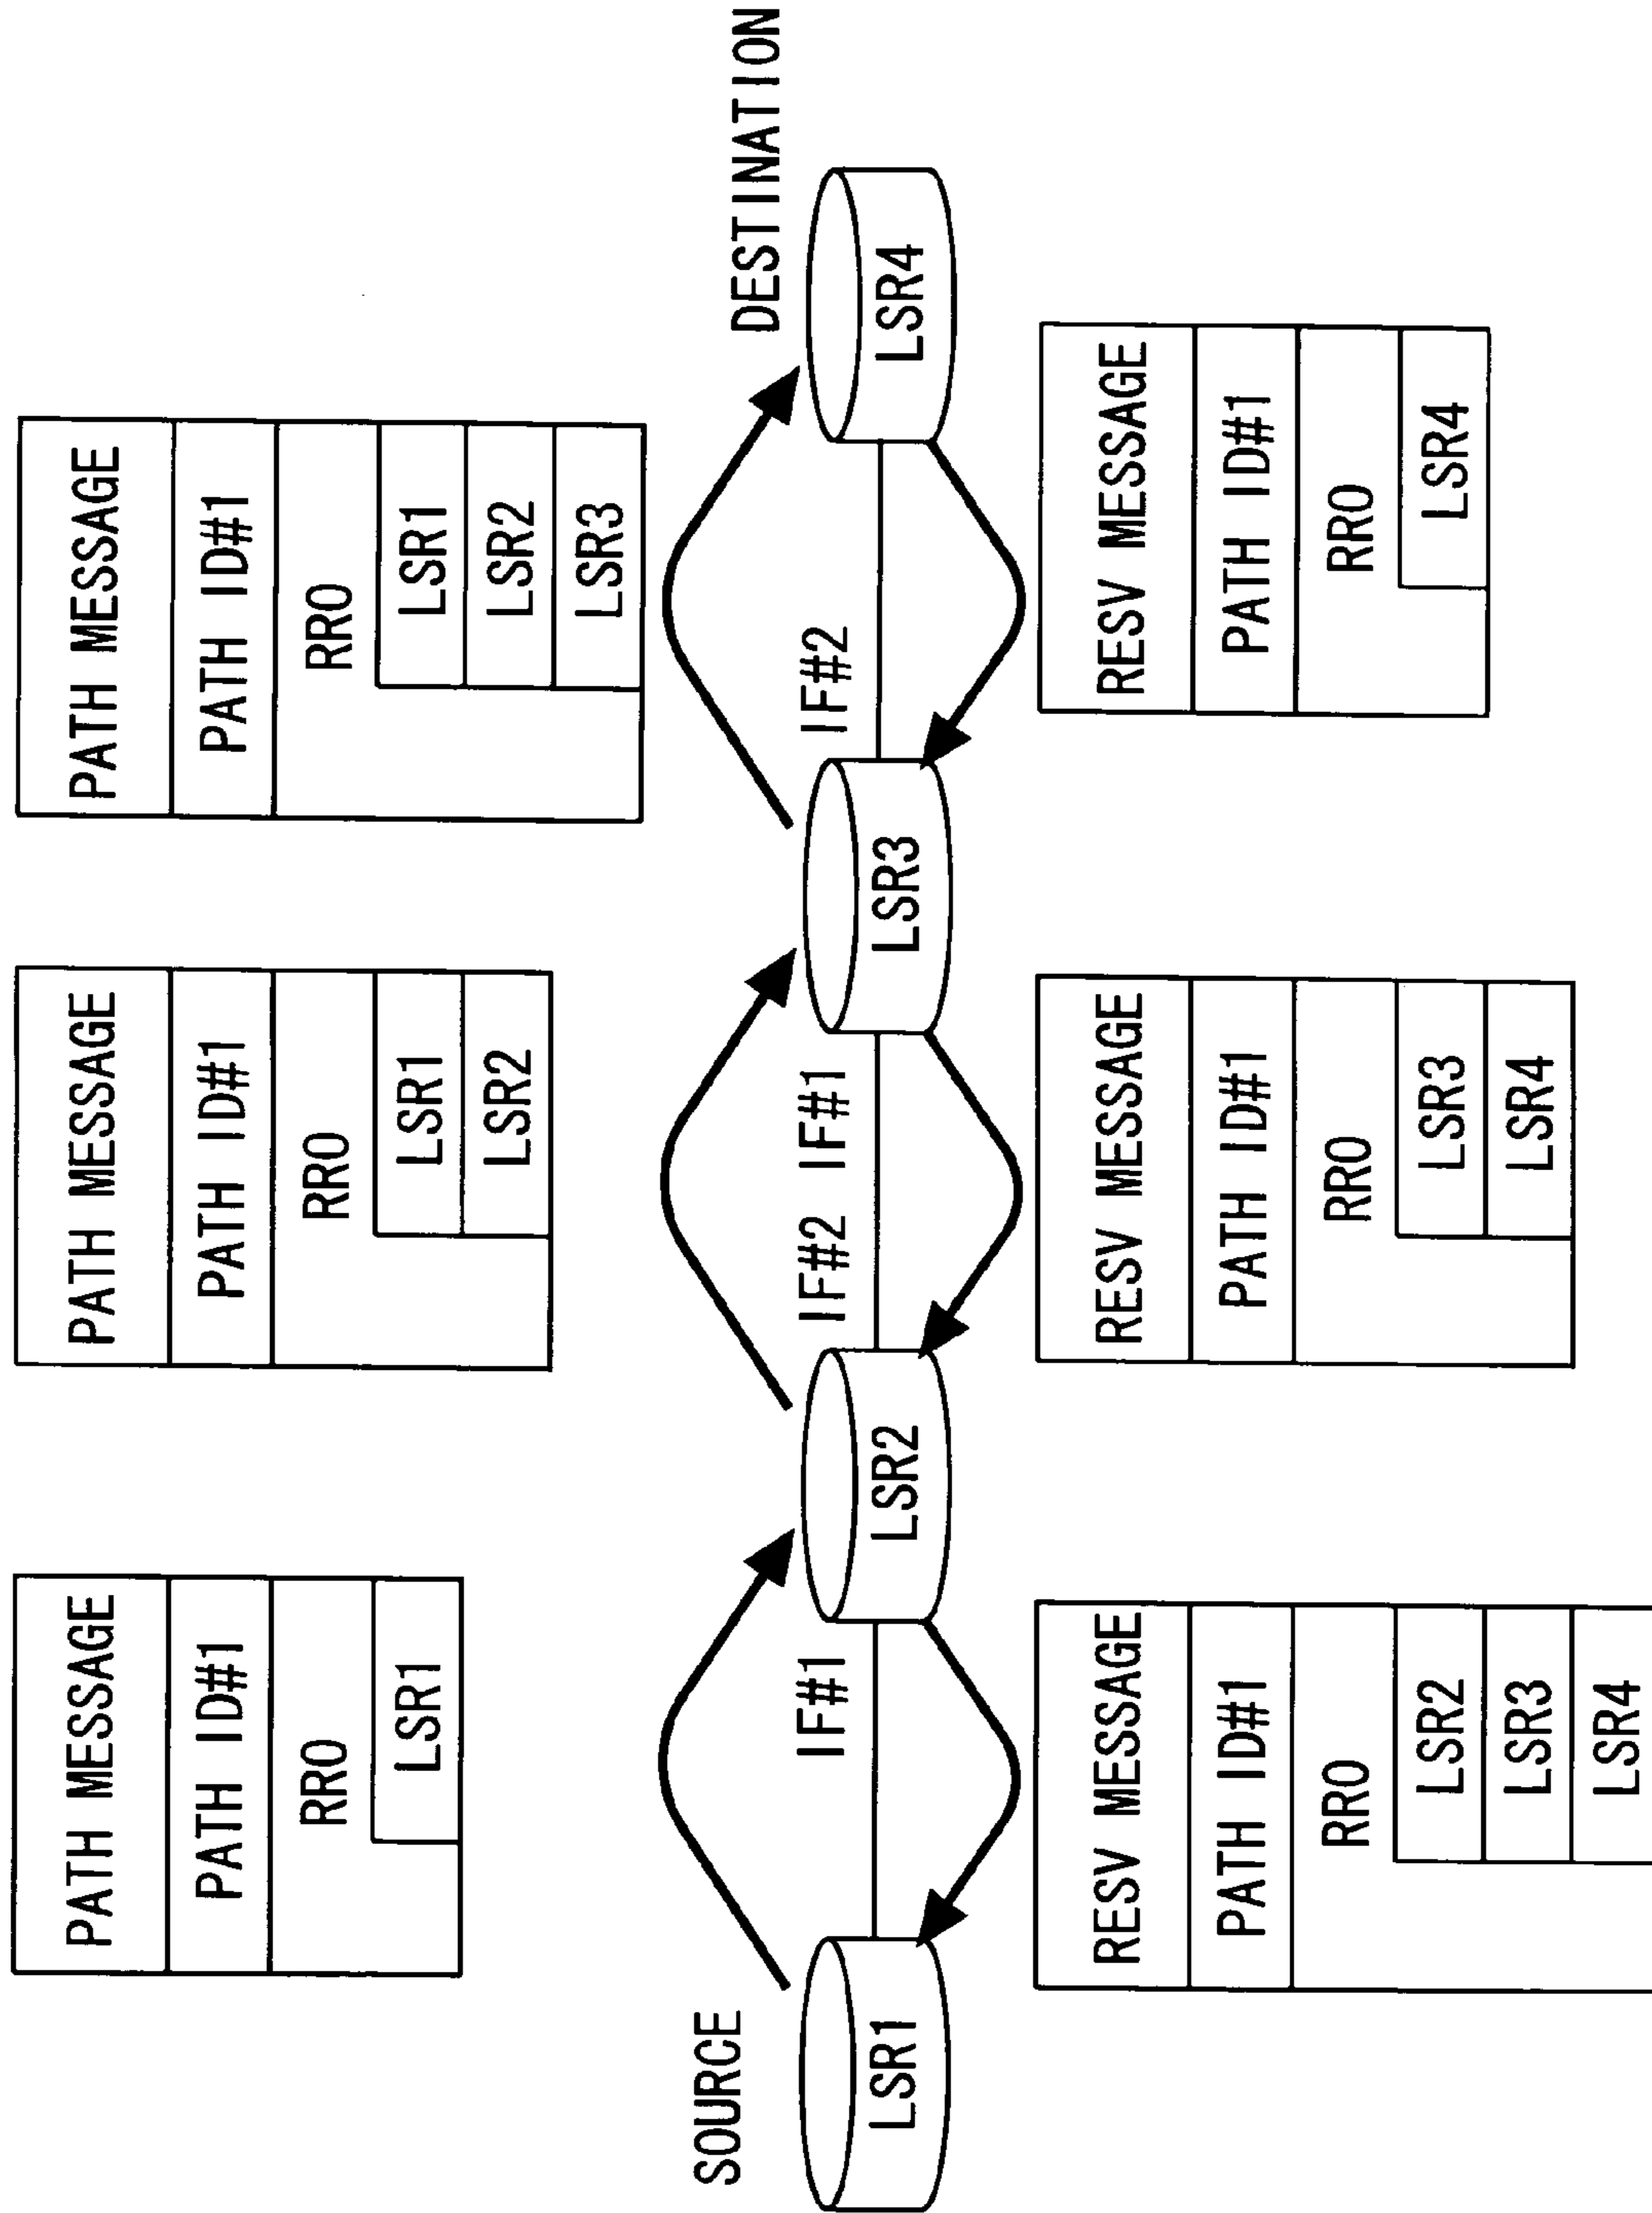 PATH MESSAGE
PATH ID#1
RRO
LSR1
PATH MESSAGE
PATH ID#1
RRO
LSR1
LSR2
PATH MESSAGE
PATH ID#1
RRO
LSR1
LSR2
LSR3
SOURCE
DESTINATION
IF#1
IF#2
IF#1
IF#2
LSR1
LSR2
LSR3
LSR4
RESV MESSAGE
PATH ID#1
RRO
LSR2
LSR3
LSR4
RESV MESSAGE
PATH ID#1
RRO
LSR3
LSR4
RESV MESSAGE
PATH ID#1
RRO
LSR4